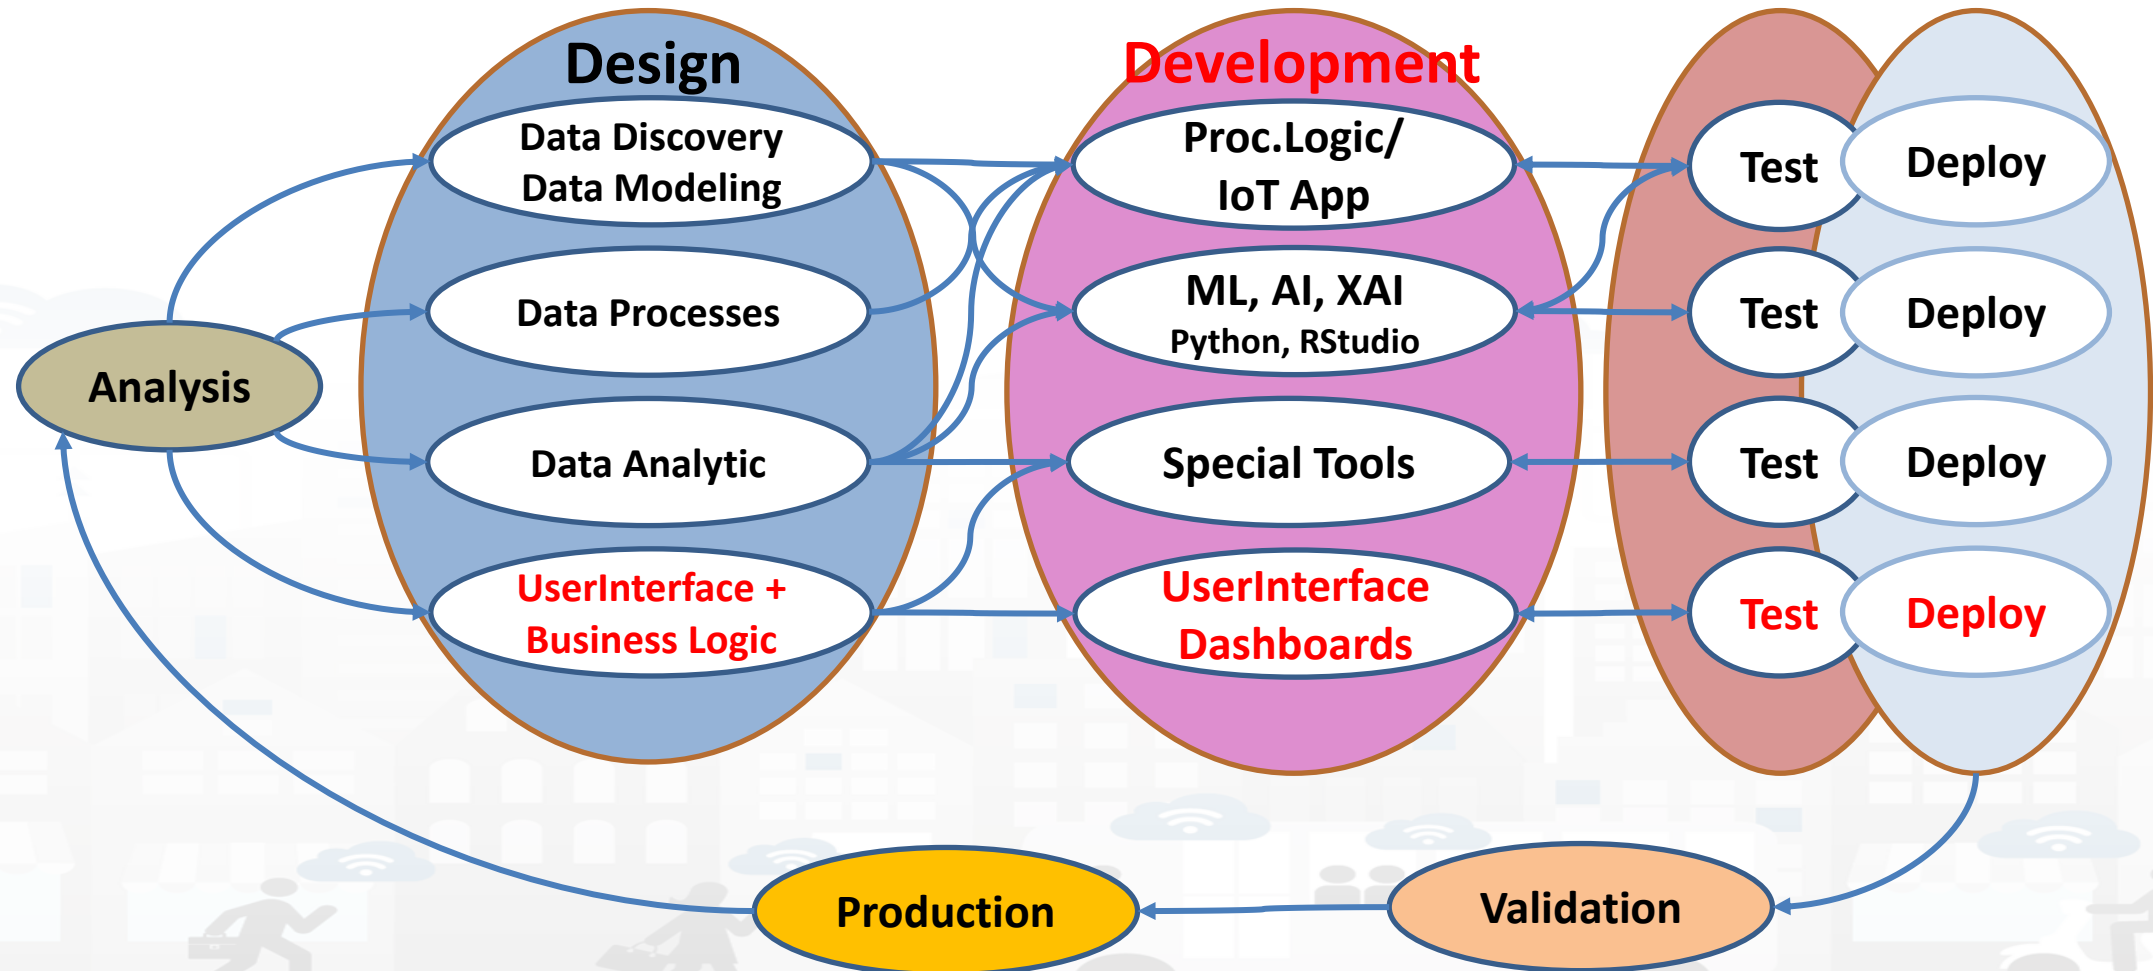 Design
Development
Data Discovery
Data Modeling
Proc.Logic/
IoT App
Test
Deploy
Data Processes
ML, AI, XAI
Python, RStudio
Test
Deploy
Analysis
Data Analytic
Special Tools
Test
Deploy
UserInterface +
Business Logic
UserInterface
Dashboards
Test
Deploy
Production
Validation